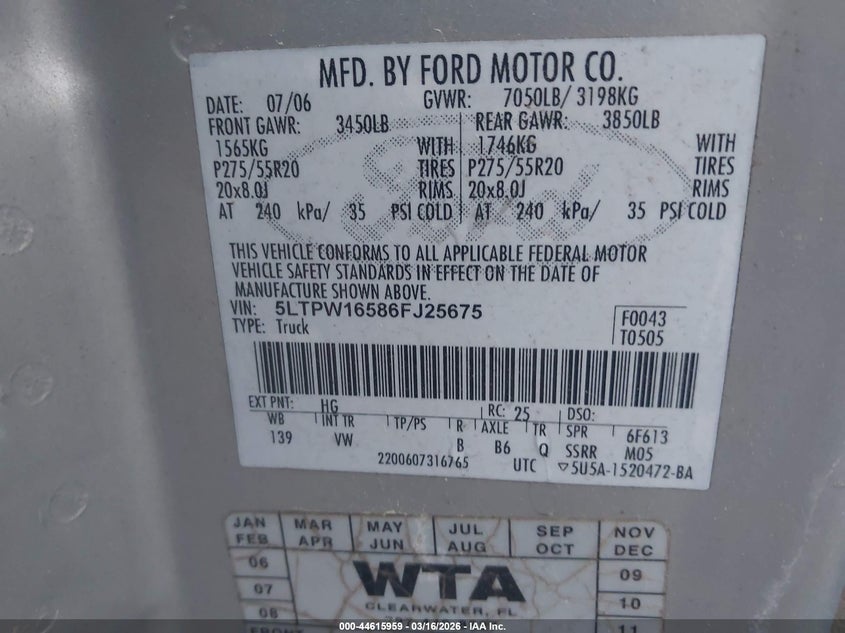 MFD. BY FORD MOTOR CO.
DATE: 07/06 GVWR: 7050LB/ 3198KG
FRONT GAWR: 3450LB REAR GAWR: 3850LB
1565KG WITH 1746KG WITH
P275/55R20 TIRES P275/55R20 TIRES
20x8.0J RIMS 20x8.0J RIMS
AT 240 kPa/ 35 PSI COLD AT 240 kPa/ 35 PSI COLD
Ford
THIS VEHICLE CONFORMS TO ALL APPLICABLE FEDERAL MOTOR
VEHICLE SAFETY STANDARDS IN EFFECT ON THE DATE OF
MANUFACTURE SHOWN ABOVE.
VIN: 5LTPW16586FJ25675
TYPE: Truck
F0043
T0505
EXT PNT: HG RC: 25 DSO:
WB INT TR TP/PS R AXLE TR SPR 6F613
139 VW B B6 Q SSRR M05
2200607316765 UTC ▽5U5A-1520472-BA
JAN MAR MAY JUL SEP NOV
FEB APR JUN AUG OCT DEC
06 WTA 09
07 CLEARWATER, FL 10
08 11
FRONT
000-44615959 - 03/16/2026 - IAA Inc.